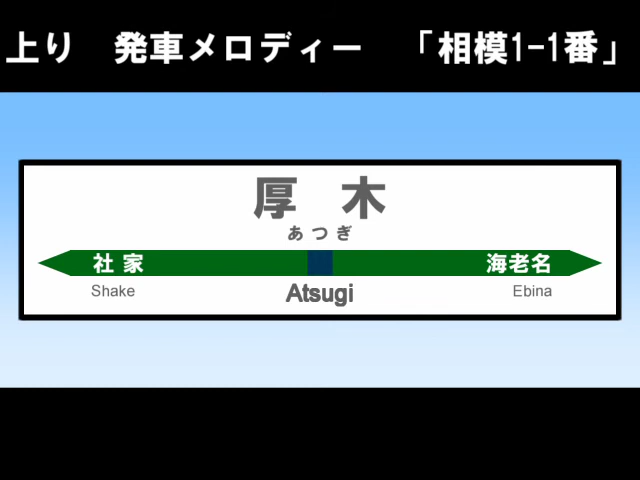 上り　発車メロディー　「相模1-1番」
厚　木
あつぎ
社家　海老名
Shake　Atsugi　Ebina